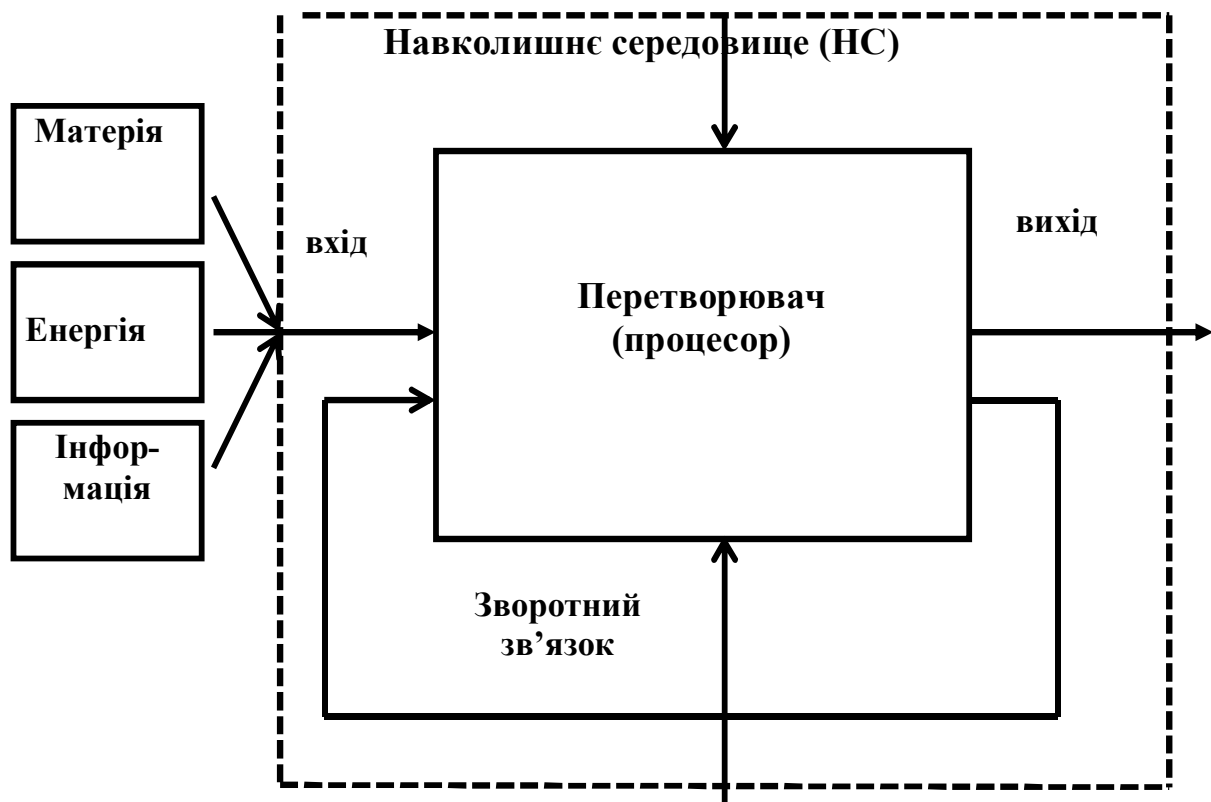 Навколишнє середовище (НС)
Матерія
вхід
вихід
Енергія
Перетворювач
(процесор)
Інфор-
мація
Зворотний
зв’язок